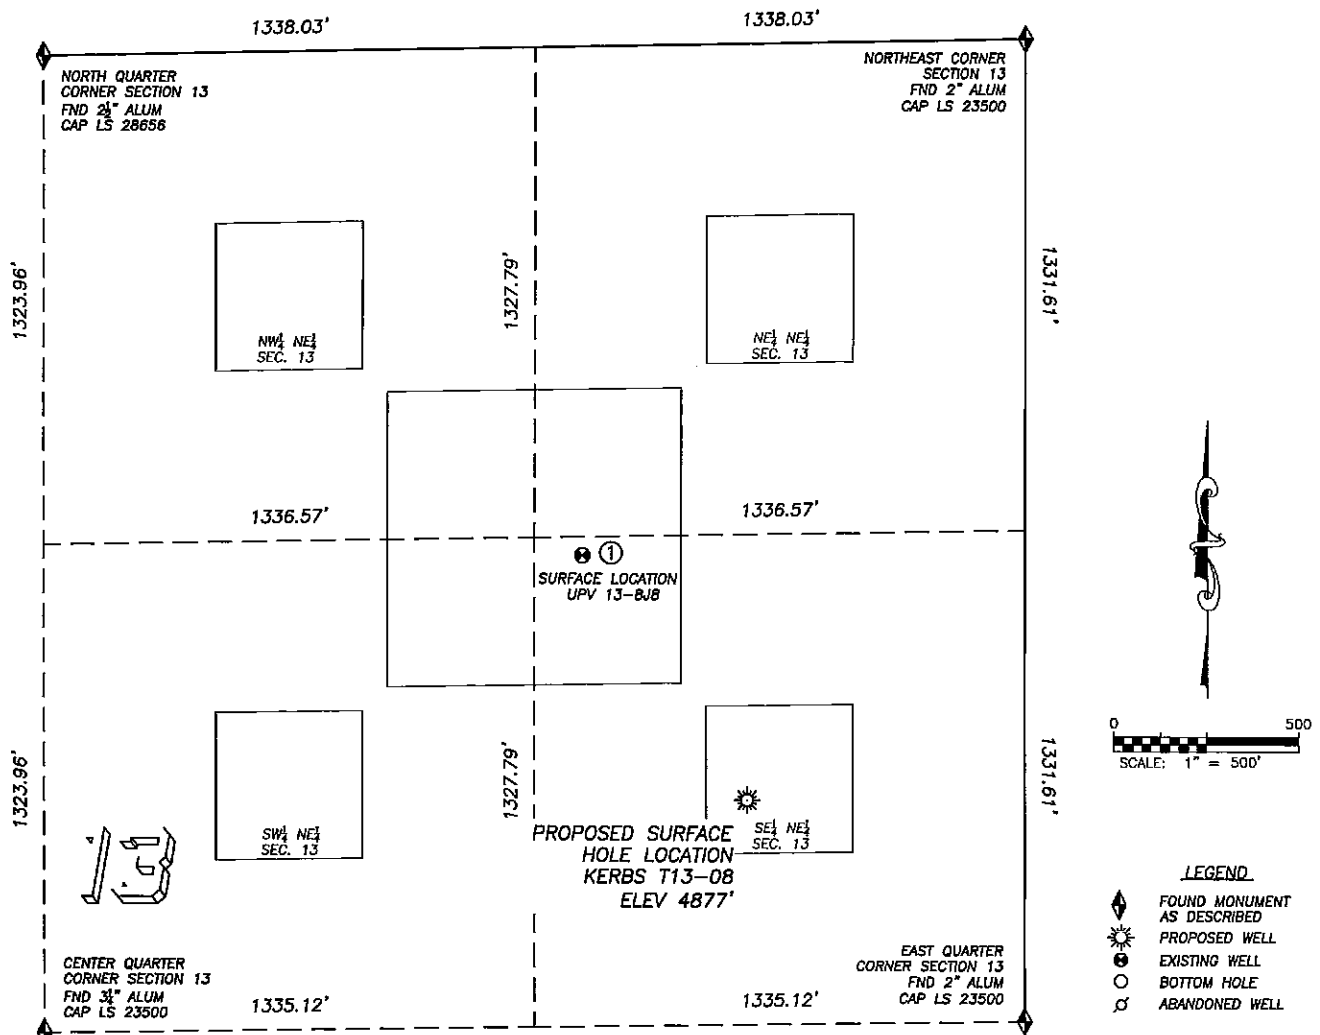 1338.03'
1338.03'
NORTH QUARTER
CORNER SECTION 13
FND 2½" ALUM
CAP LS 28656
NORTHEAST CORNER
SECTION 13
FND 2" ALUM
CAP LS 23500
1323.96'
1327.79'
1331.61'
NW¼ NE¼
SEC. 13
NE¼ NE¼
SEC. 13
1336.57'
1336.57'
1
SURFACE LOCATION
UPV 13-8J8
0 500
SCALE: 1" = 500'
1323.96'
1327.79'
1331.61'
SW¼ NE¼
SEC. 13
SE¼ NE¼
SEC. 13
PROPOSED SURFACE
HOLE LOCATION
KERBS T13-08
ELEV 4877'
13
LEGEND
FOUND MONUMENT
AS DESCRIBED
PROPOSED WELL
EXISTING WELL
BOTTOM HOLE
ABANDONED WELL
CENTER QUARTER
CORNER SECTION 13
FND 3¼" ALUM
CAP LS 23500
EAST QUARTER
CORNER SECTION 13
FND 2" ALUM
CAP LS 23500
1335.12'
1335.12'